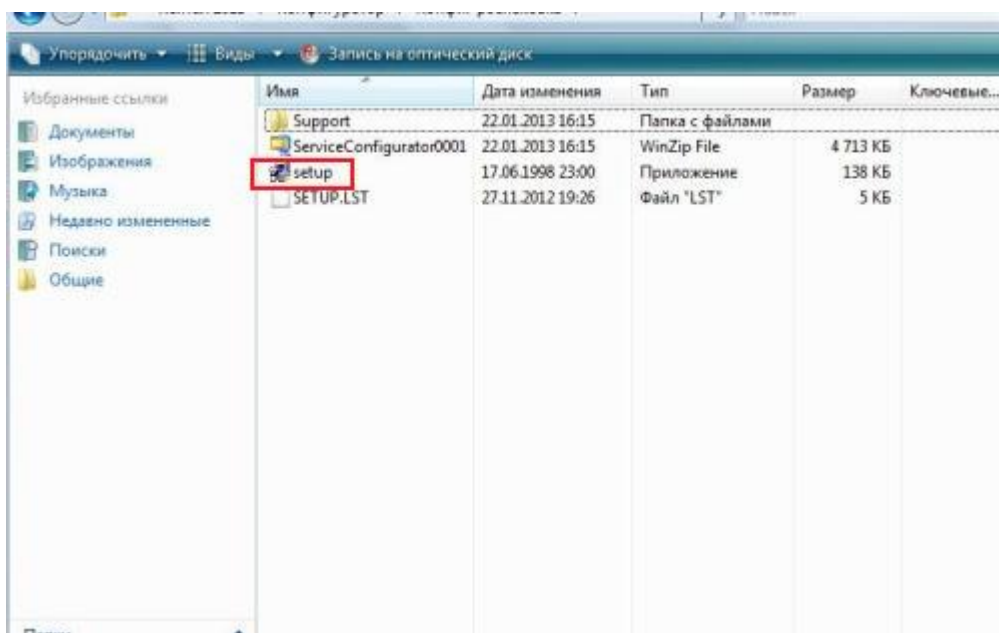 Упорядочить Виды Запись на оптический диск
Избранные ссылки
Документы
Изображения
Музыка
Недавно измененные
Поиски
Общие
Имя Дата изменения Тип Размер Ключевые...
Support 22.01.2013 16:15 Папка с файлами
ServiceConfigurator0001 22.01.2013 16:15 WinZip File 4 713 КБ
setup 17.06.1998 23:00 Приложение 138 КБ
SETUP.LST 27.11.2012 19:26 Файл "LST" 5 КБ